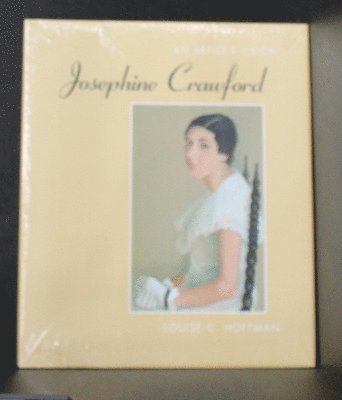 AN ARTIST'S VISION
Josephine Crawford
LOUISE C. HOFFMAN